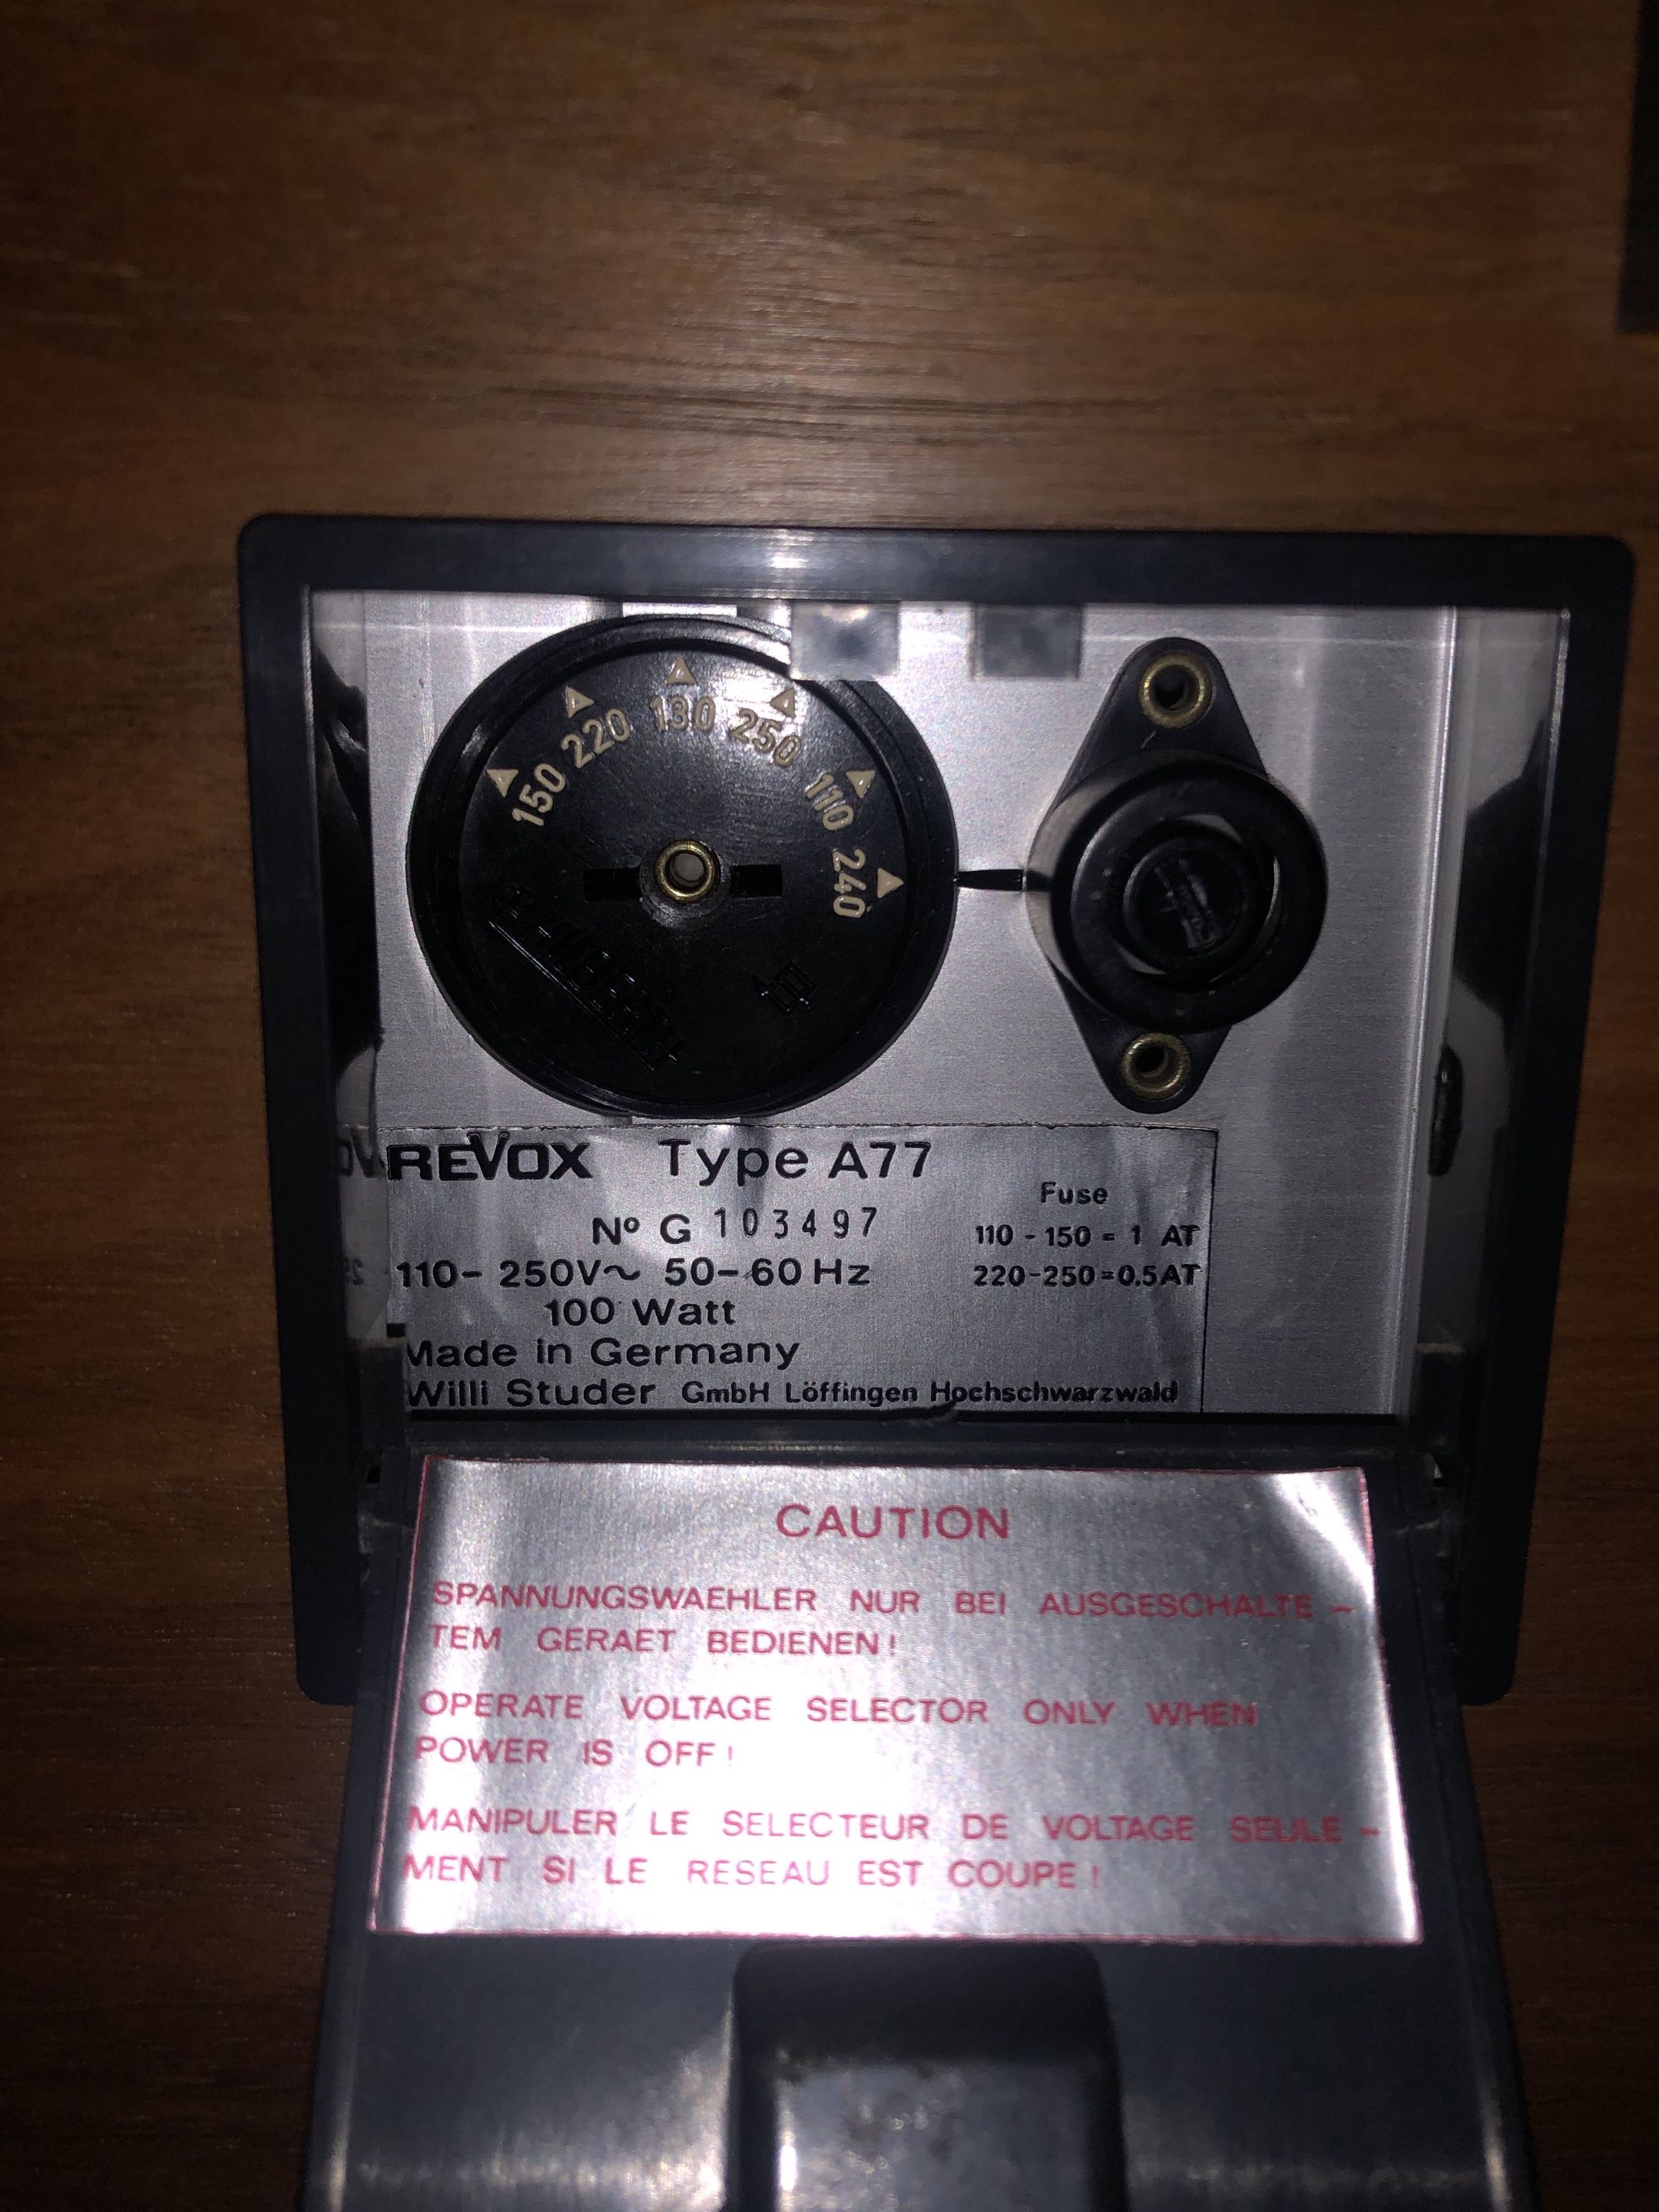 150 220 130 250 110 240
REVOX Type A77
Fuse
Nº G 103497
110 - 150 = 1 AT
110- 250V~ 50-60 Hz
220-250=0.5AT
100 Watt
Made in Germany
Willi Studer GmbH Löffingen Hochschwarzwald
CAUTION
SPANNUNGSWAEHLER NUR BEI AUSGESCHALTE -
TEM GERAET BEDIENEN!
OPERATE VOLTAGE SELECTOR ONLY WHEN
POWER IS OFF!
MANIPULER LE SELECTEUR DE VOLTAGE SEULE -
MENT SI LE RESEAU EST COUPE!